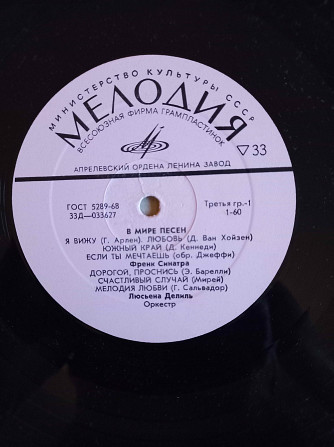 МИНИСТЕРСТВО КУЛЬТУРЫ СССР
МЕЛОДИЯ
ВСЕСОЮЗНАЯ ФИРМА ГРАМПЛАСТИНОК
▽33
АПРЕЛЕВСКИЙ ОРДЕНА ЛЕНИНА ЗАВОД
ГОСТ 5289-68 Третья гр.-1
33Д—033627 1-60
В МИРЕ ПЕСЕН
Я ВИЖУ (Г. Арлен). ЛЮБОВЬ (Д. Ван Хойзен)
ЮЖНЫЙ КРАЙ (Д. Кеннеди)
ЕСЛИ ТЫ МЕЧТАЕШЬ (обр. Джеффи)
Френк Синатра
ДОРОГОЙ, ПРОСНИСЬ (Э. Барелли)
СЧАСТЛИВЫЙ СЛУЧАЙ (Мирей)
МЕЛОДИЯ ЛЮБВИ (Г. Сальвадор)
Люсьена Делиль
Оркестр